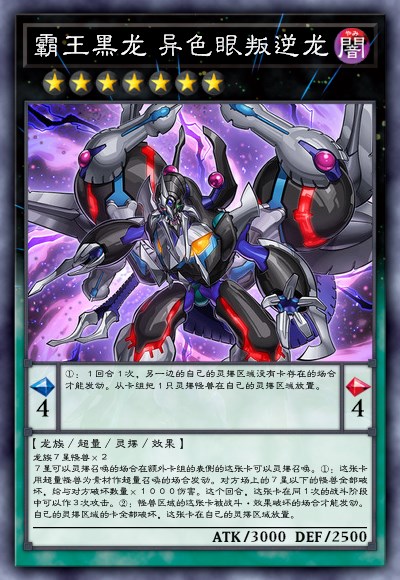 霸王黑龙 异色眼叛逆龙
やみ
闇
①：1回合1次，另一边的自己的灵摆区域没有卡存在的场合
才能发动。从卡组把1只灵摆怪兽在自己的灵摆区域放置。
4
4
【龙族／超量／灵摆／效果】
龙族7星怪兽×2
7星可以灵摆召唤的场合在额外卡组的表侧的这张卡可以灵摆召唤。①：这张卡
用超量怪兽为素材作超量召唤的场合发动。对方场上的7星以下的怪兽全部破
坏，给与对方破坏数量×1000伤害。这个回合，这张卡在同1次的战斗阶段
中可以作3次攻击。②：怪兽区域的这张卡被战斗·效果破坏的场合才能发动。
自己的灵摆区域的卡全部破坏，这张卡在自己的灵摆区域放置。
ATK/3000 DEF/2500